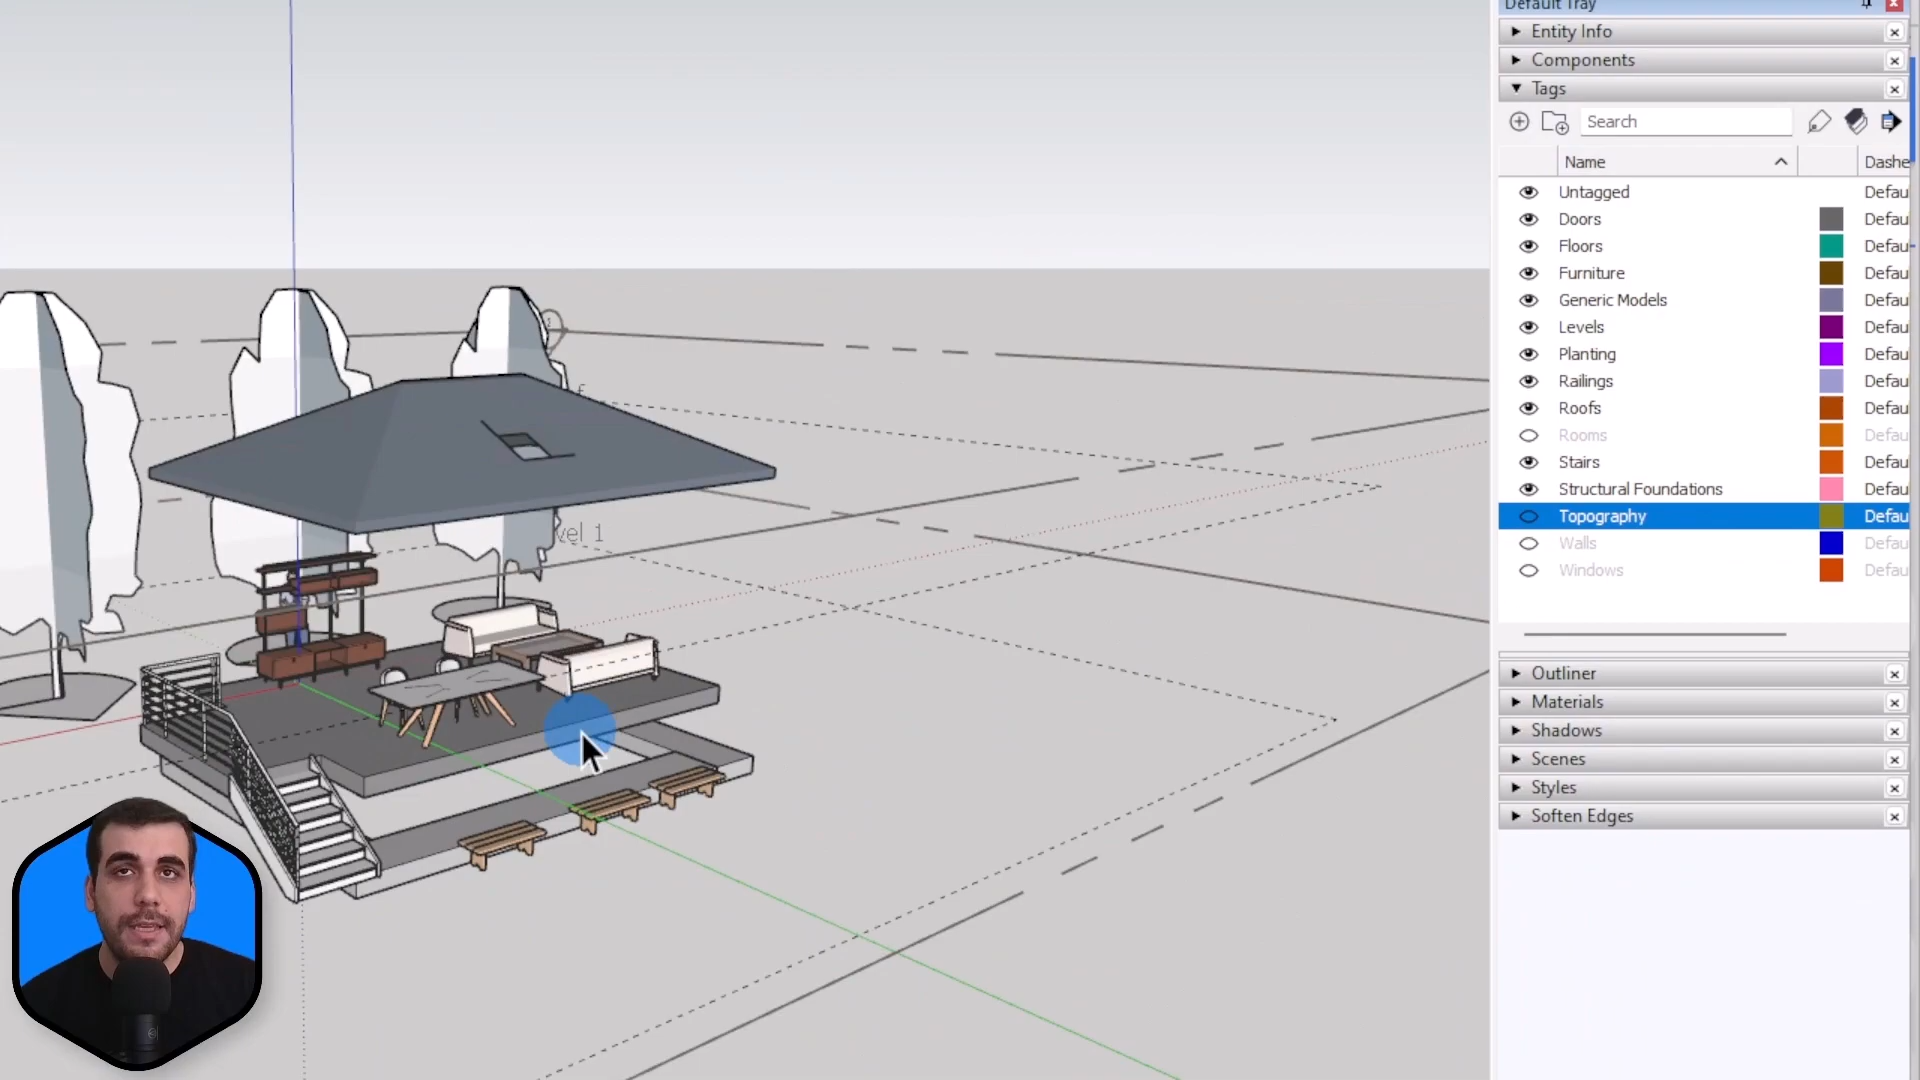 Default Tray
Entity Info
Components
Tags
Search
Name
Dashe
Untagged Defau
Doors Defau
Floors Defau
Furniture Defau
Generic Models Defau
Levels Defau
Planting Defau
Railings Defau
Roofs Defau
Rooms Defau
Stairs Defau
Structural Foundations Defau
Topography Defau
Walls Defau
Windows Defau
Outliner
Materials
Shadows
Scenes
Styles
Soften Edges
f
vel 1